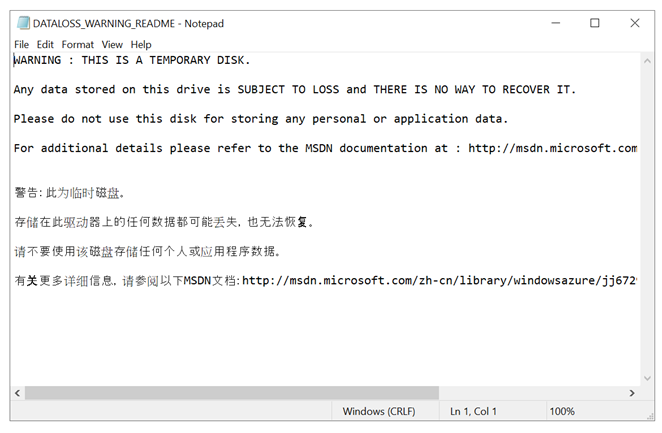 DATALOSS_WARNING_README - Notepad
File Edit Format View Help
WARNING : THIS IS A TEMPORARY DISK.
Any data stored on this drive is SUBJECT TO LOSS and THERE IS NO WAY TO RECOVER IT.
Please do not use this disk for storing any personal or application data.
For additional details please refer to the MSDN documentation at : http://msdn.microsoft.com
警告: 此为临时磁盘。
存储在此驱动器上的任何数据都可能丢失, 也无法恢复。
请不要使用该磁盘存储任何个人或应用程序数据。
有关更多详细信息, 请参阅以下MSDN文档:http://msdn.microsoft.com/zh-cn/library/windowsazure/jj672
Windows (CRLF) Ln 1, Col 1 100%